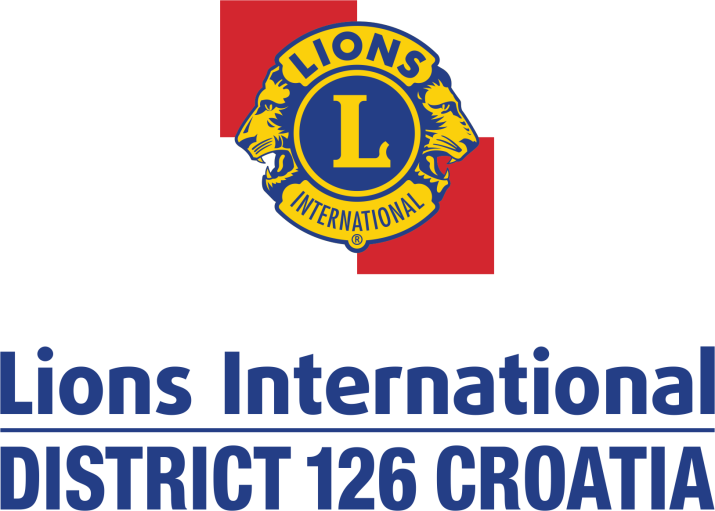 LIONS
L
INTERNATIONAL
®
Lions International
DISTRICT 126 CROATIA